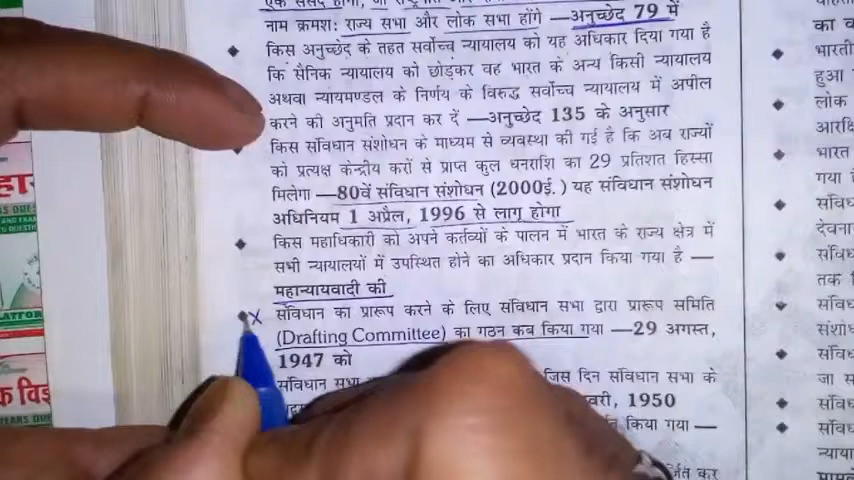 नाम क्रमशः राज्य सभा और लोक सभा होंगे —अनुच्छेद 79 में
किस अनुच्छेद के तहत सर्वोच्च न्यायालय को यह अधिकार दिया गया है
कि सैनिक न्यायालय को छोड़कर वह भारत के अन्य किसी न्यायालय
अथवा न्यायमण्डल के निर्णय के विरुद्ध सर्वोच्च न्यायालय में अपील
करने की अनुमति प्रदान कर दें —अनुच्छेद 135 के अनुसार
किस संविधान संशोधन के माध्यम से व्यवस्था की गई है कि अब राज्यों
को प्रत्यक्ष केन्द्रीय करों से प्राप्त कुल धनराशि का 29 प्रतिशत हिस्सा
मिलेगा —80वें संविधान संशोधन (2000ई.) यह संविधान संशोधन
अधिनियम 1 अप्रैल, 1996 से लागू होगा
किस महाधिकारी को अपने कर्तव्यों के पालन में भारत के राज्य क्षेत्र में
सभी न्यायालयों में उपस्थित होने का अधिकार प्रदान किया गया है —
महान्यायवादी को
संविधान का प्रारूप करने के लिए संविधान सभा द्वारा प्रारूप समिति
(Drafting Committee) का गठन कब किया गया —29 अगस्त,
1947 को
संविधान सभा जिस दिन संविधान सभा के
1950
किया गया —
कर
का व
भारती
हुआ
लोक
आरक्षि
भारत
गया
संवि
देवना
संवि
तक
संवि
संशो
संवि
जा स
संवि
संवि
न्याया